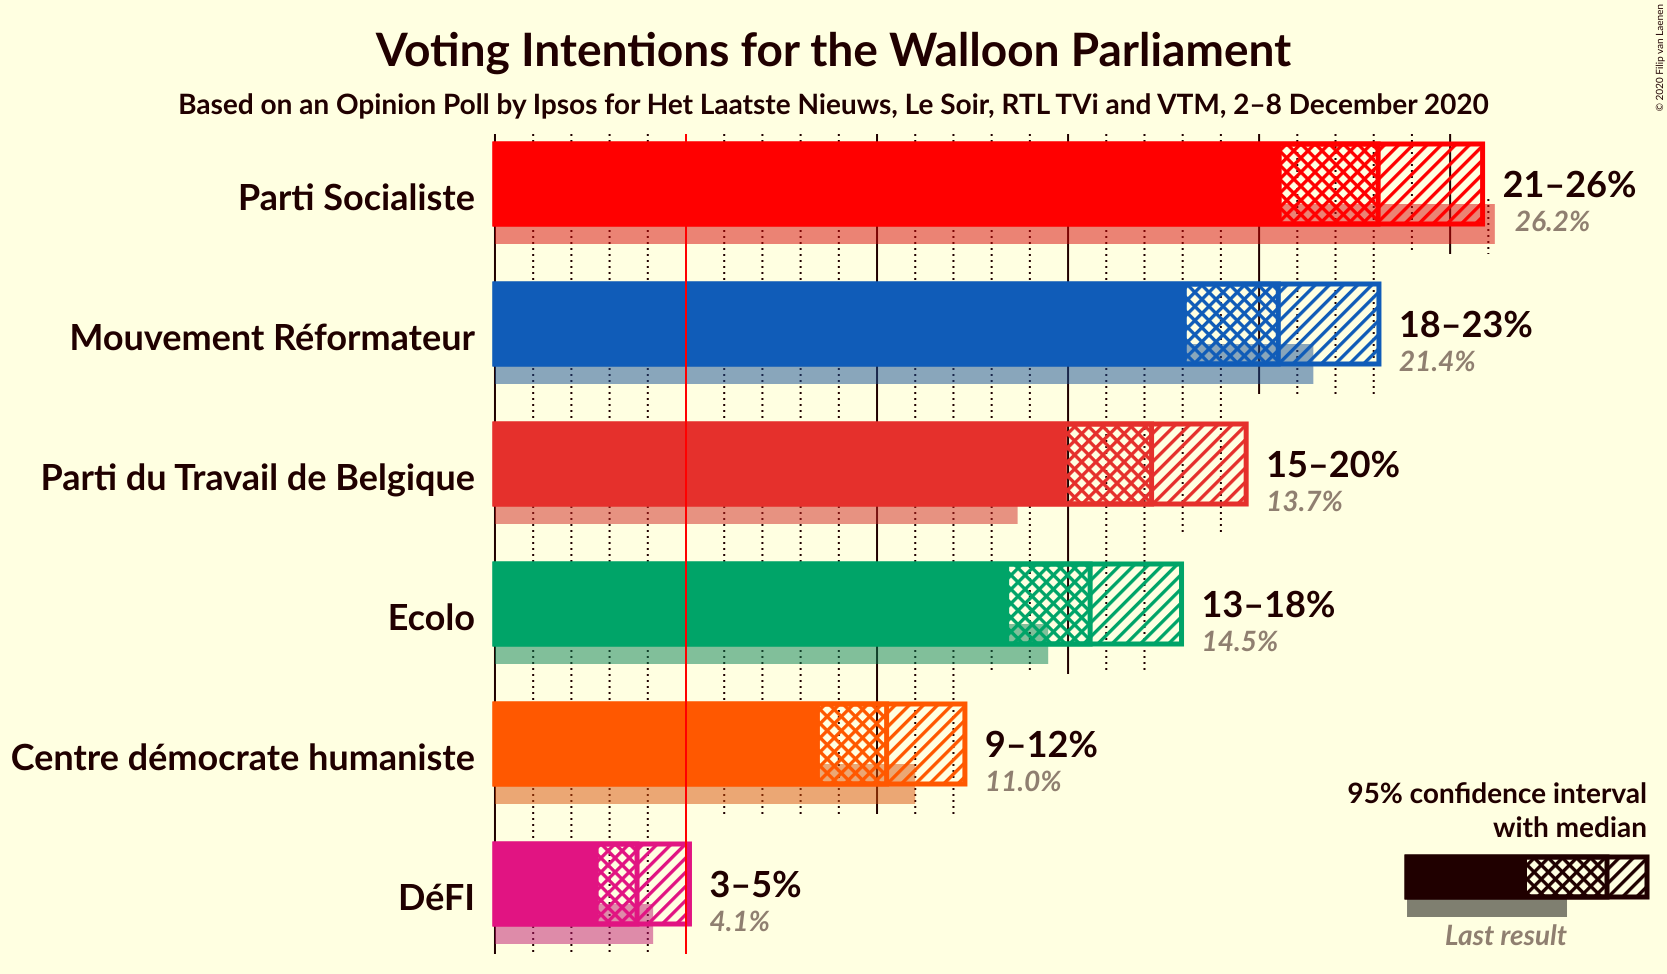 Voting Intentions for the Walloon Parliament
Based on an Opinion Poll by Ipsos for Het Laatste Nieuws, Le Soir, RTL TVi and VTM, 2–8 December 2020
© 2020 Filip van Laenen
Parti Socialiste
21–26%
26.2%
Mouvement Réformateur
18–23%
21.4%
Parti du Travail de Belgique
15–20%
13.7%
Ecolo
13–18%
14.5%
Centre démocrate humaniste
9–12%
11.0%
DéFI
3–5%
4.1%
95% confidence interval
with median
Last result